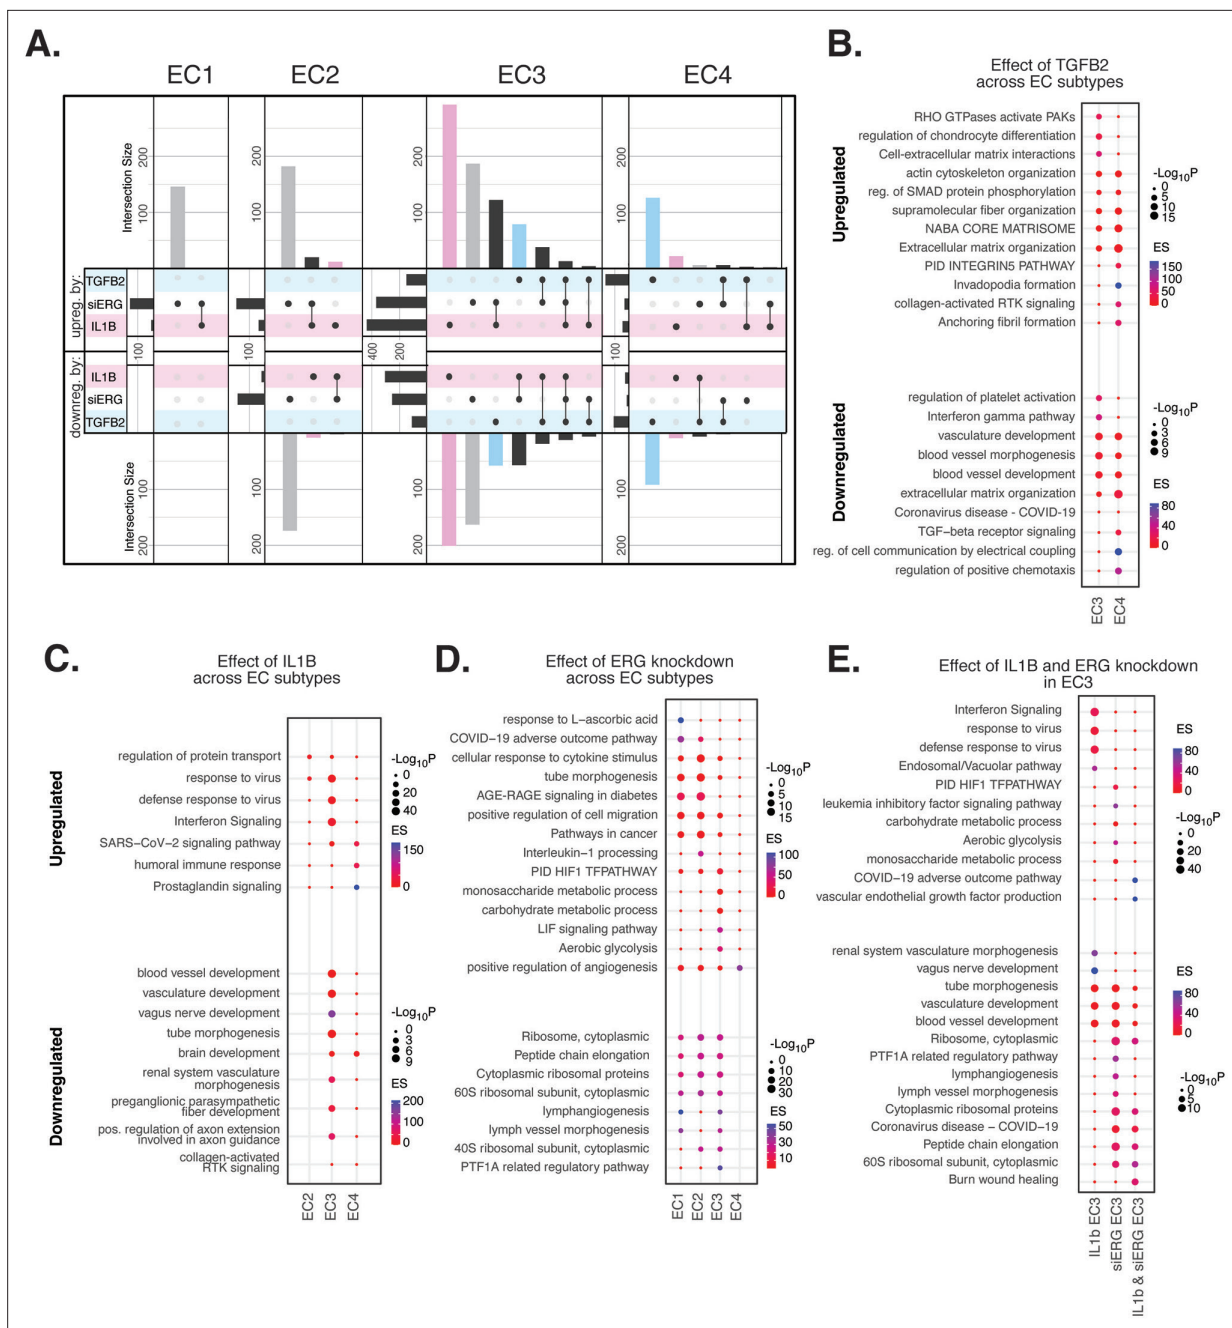 A.
EC1
EC2
EC3
EC4
Intersection Size
200
100
200
100
200
100
200
100
upreg. by:
TGFB2
siERG
IL1B
100
100
400
200
100
downreg. by:
IL1B
siERG
TGFB2
Intersection Size
100
200
100
200
100
200
100
200
B.
Effect of TGFB2
across EC subtypes
Upregulated
RHO GTPases activate PAKs
regulation of chondrocyte differentiation
Cell-extracellular matrix interactions
actin cytoskeleton organization
reg. of SMAD protein phosphorylation
supramolecular fiber organization
NABA CORE MATRISOME
Extracellular matrix organization
PID INTEGRIN5 PATHWAY
Invadopodia formation
collagen-activated RTK signaling
Anchoring fibril formation
-Log10P
0
5
10
15
ES
150
100
50
0
Downregulated
regulation of platelet activation
Interferon gamma pathway
vasculature development
blood vessel morphogenesis
blood vessel development
extracellular matrix organization
Coronavirus disease - COVID-19
TGF-beta receptor signaling
reg. of cell communication by electrical coupling
regulation of positive chemotaxis
-Log10P
0
3
6
9
ES
80
40
0
EC3
EC4
C.
Effect of IL1B
across EC subtypes
Upregulated
regulation of protein transport
response to virus
defense response to virus
Interferon Signaling
SARS-CoV-2 signaling pathway
humoral immune response
Prostaglandin signaling
-Log10P
0
20
40
ES
150
0
Downregulated
blood vessel development
vasculature development
vagus nerve development
tube morphogenesis
brain development
renal system vasculature
morphogenesis
preganglionic parasympathetic
fiber development
pos. regulation of axon extension
involved in axon guidance
collagen-activated
RTK signaling
-Log10P
0
3
6
9
ES
200
100
0
EC2
EC3
EC4
D.
Effect of ERG knockdown
across EC subtypes
response to L-ascorbic acid
COVID-19 adverse outcome pathway
cellular response to cytokine stimulus
tube morphogenesis
AGE-RAGE signaling in diabetes
positive regulation of cell migration
Pathways in cancer
Interleukin-1 processing
PID HIF1 TFPATHWAY
monosaccharide metabolic process
carbohydrate metabolic process
LIF signaling pathway
Aerobic glycolysis
positive regulation of angiogenesis
-Log10P
0
5
10
15
ES
100
50
0
Ribosome, cytoplasmic
Peptide chain elongation
Cytoplasmic ribosomal proteins
60S ribosomal subunit, cytoplasmic
lymphangiogenesis
lymph vessel morphogenesis
40S ribosomal subunit, cytoplasmic
PTF1A related regulatory pathway
-Log10P
0
10
20
30
ES
50
30
10
EC1
EC2
EC3
EC4
E.
Effect of IL1B and ERG knockdown
in EC3
Interferon Signaling
response to virus
defense response to virus
Endosomal/Vacuolar pathway
PID HIF1 TFPATHWAY
leukemia inhibitory factor signaling pathway
carbohydrate metabolic process
Aerobic glycolysis
monosaccharide metabolic process
COVID-19 adverse outcome pathway
vascular endothelial growth factor production
ES
80
40
0
-Log10P
0
20
40
renal system vasculature morphogenesis
vagus nerve development
tube morphogenesis
vasculature development
blood vessel development
Ribosome, cytoplasmic
PTF1A related regulatory pathway
lymphangiogenesis
lymph vessel morphogenesis
Cytoplasmic ribosomal proteins
Coronavirus disease - COVID-19
Peptide chain elongation
60S ribosomal subunit, cytoplasmic
Burn wound healing
ES
80
40
0
-Log10P
0
5
10
IL1b EC3
siERG EC3
IL1b & siERG EC3